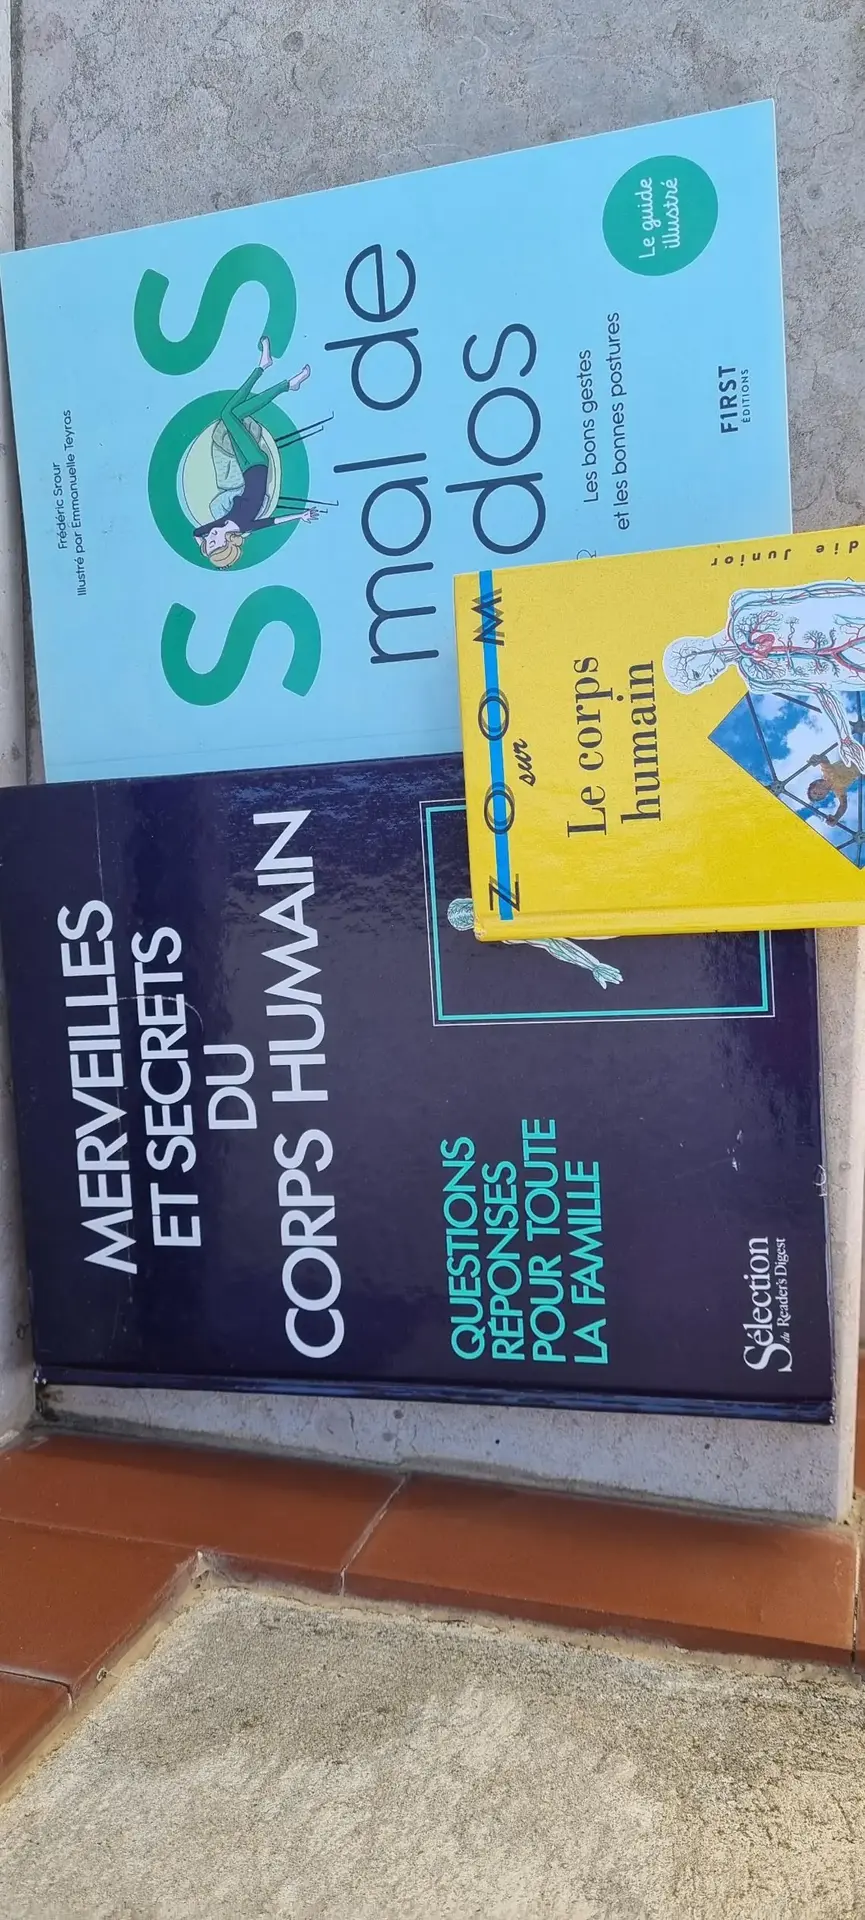 MERVEILLES
ET SECRETS
DU
CORPS HUMAIN
QUESTIONS
RÉPONSES
POUR TOUTE
LA FAMILLE
Sélection
du Reader's Digest
Frédéric Srour
Illustré par Emmanuelle Teyras
SOS
mal de
dos
Les bons gestes
et les bonnes postures
Le guide
illustré
FIRST
ÉDITIONS
ZOOM
sur
Le corps
humain
die Junior